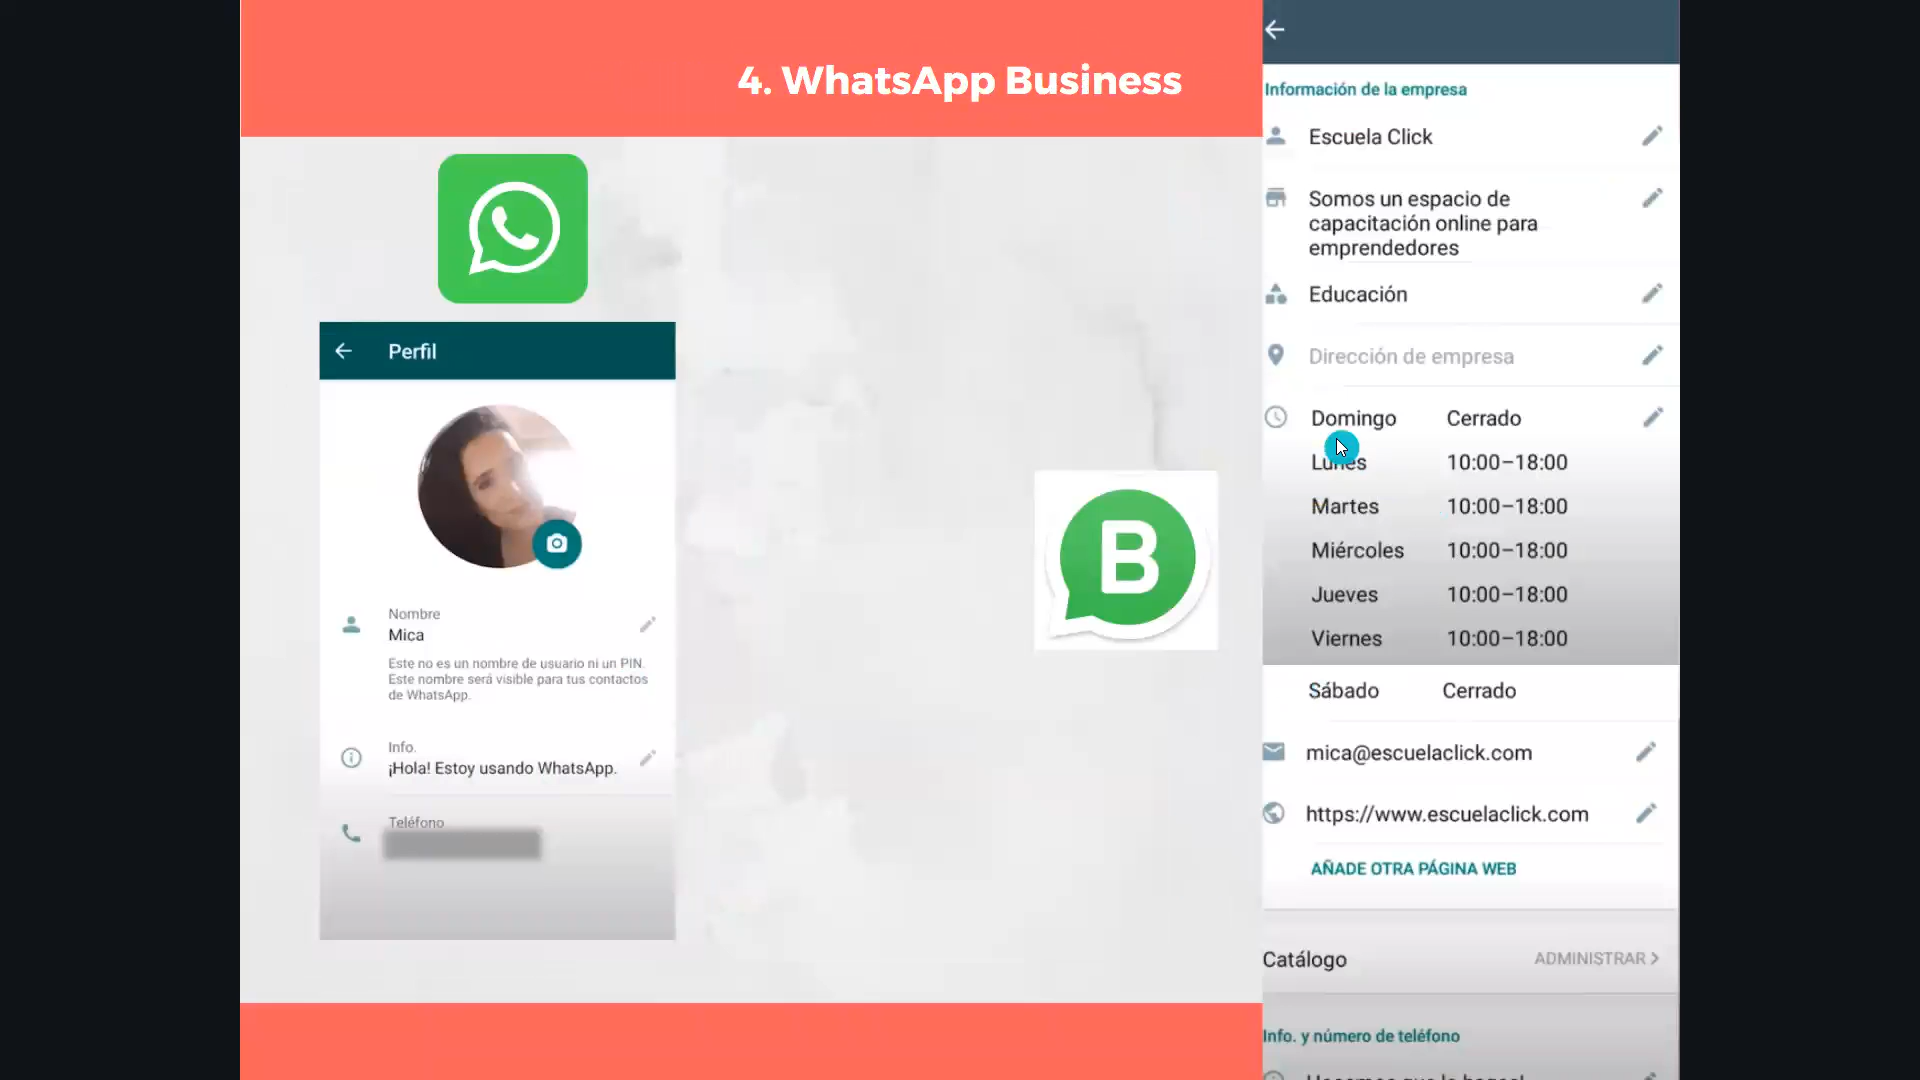 4. WhatsApp Business
Perfil
Nombre
Mica
Este no es un nombre de usuario ni un PIN.
Este nombre será visible para tus contactos
de WhatsApp.
Info.
¡Hola! Estoy usando WhatsApp.
Teléfono
B
Información de la empresa
Escuela Click
Somos un espacio de
capacitación online para
emprendedores
Educación
Dirección de empresa
Domingo Cerrado
Lunes 10:00–18:00
Martes 10:00–18:00
Miércoles 10:00–18:00
Jueves 10:00–18:00
Viernes 10:00–18:00
Sábado Cerrado
mica@escuelaclick.com
https://www.escuelaclick.com
AÑADE OTRA PÁGINA WEB
Catálogo ADMINISTRAR
Info. y número de teléfono